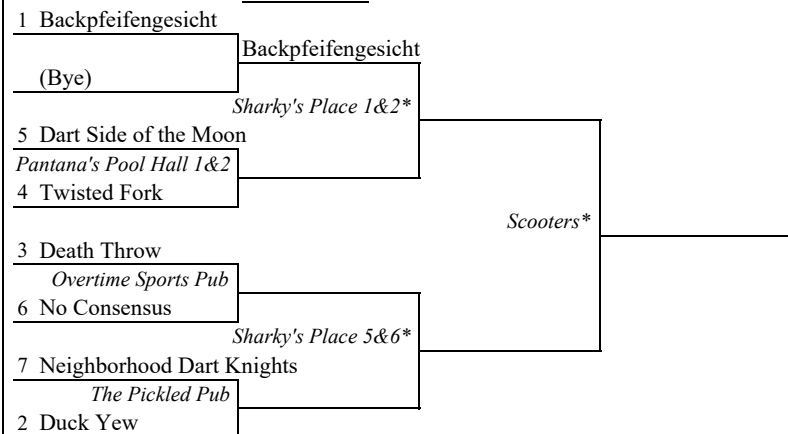 1 Backpfeifengesicht
Backpfeifengesicht
(Bye)
Sharky's Place 1&2*
5 Dart Side of the Moon
Pantana's Pool Hall 1&2
4 Twisted Fork
Scooters*
3 Death Throw
Overtime Sports Pub
6 No Consensus
Sharky's Place 5&6*
7 Neighborhood Dart Knights
The Pickled Pub
2 Duck Yew